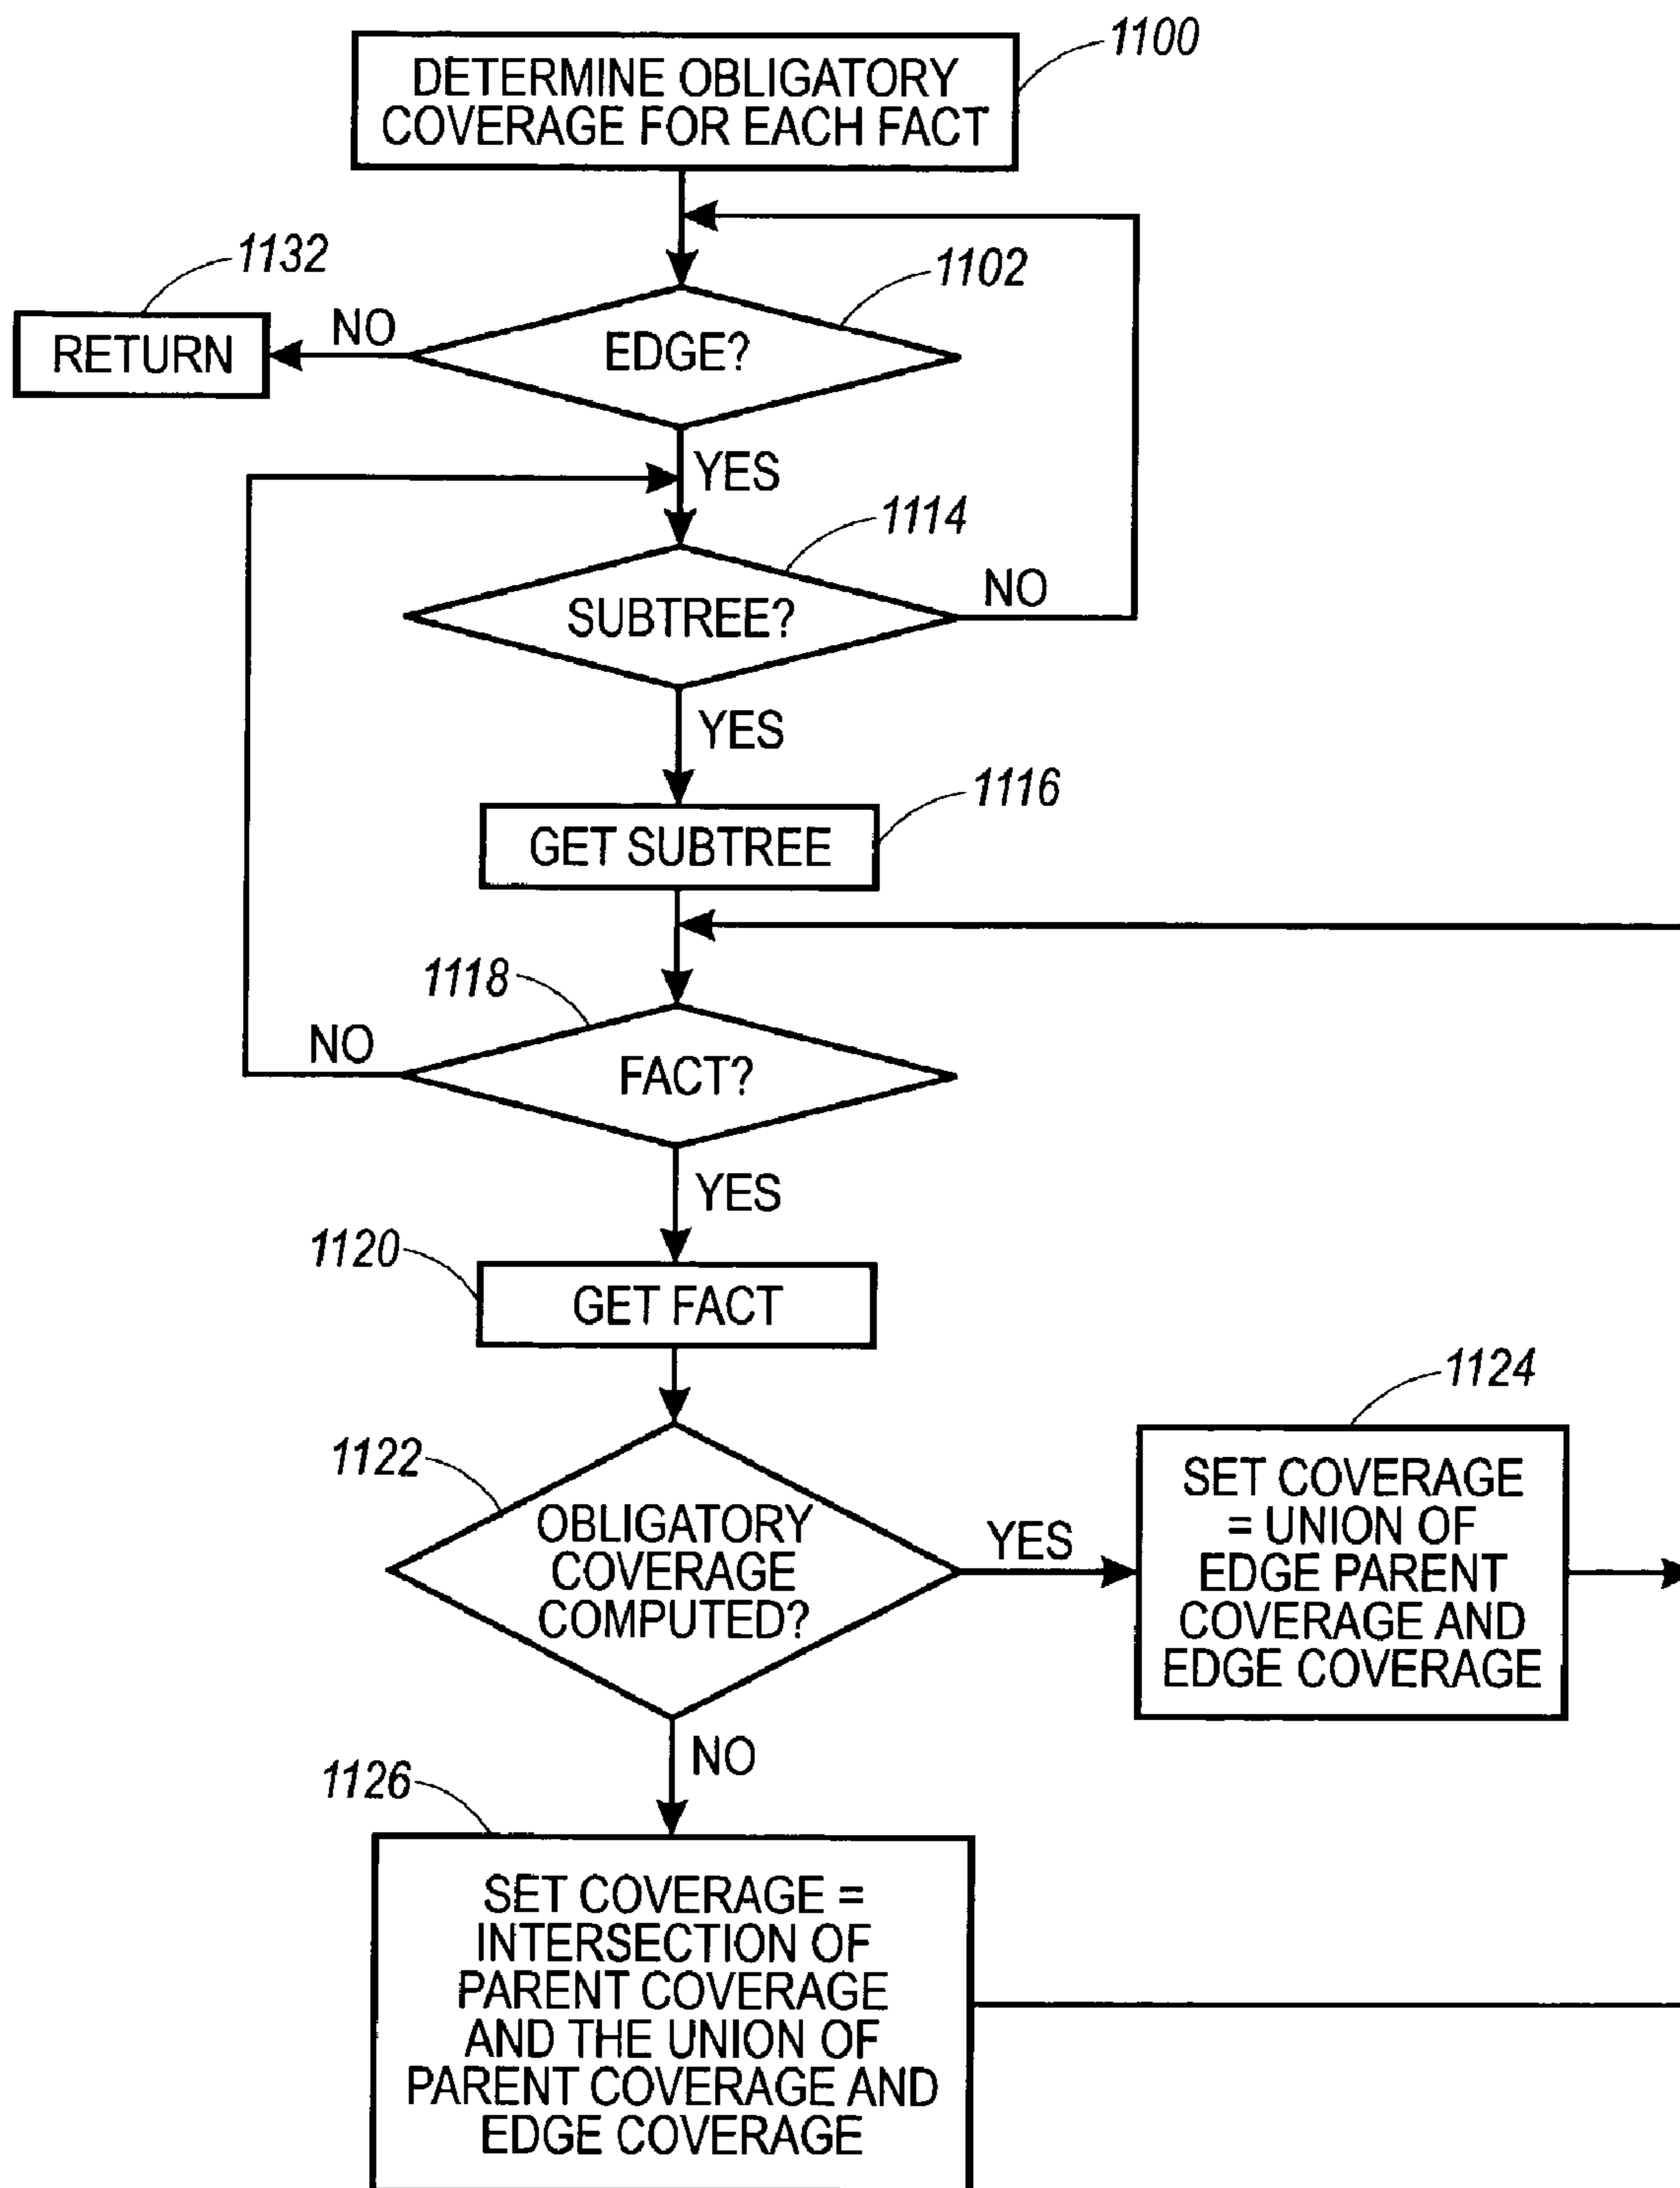 1100
DETERMINE OBLIGATORY
COVERAGE FOR EACH FACT
1132
1102
RETURN
NO
EDGE?
YES
1114
SUBTREE?
NO
YES
1116
GET SUBTREE
1118
NO
FACT?
YES
1120
GET FACT
1122
OBLIGATORY
COVERAGE
COMPUTED?
YES
1124
SET COVERAGE
= UNION OF
EDGE PARENT
COVERAGE AND
EDGE COVERAGE
NO
1126
SET COVERAGE =
INTERSECTION OF
PARENT COVERAGE
AND THE UNION OF
PARENT COVERAGE AND
EDGE COVERAGE